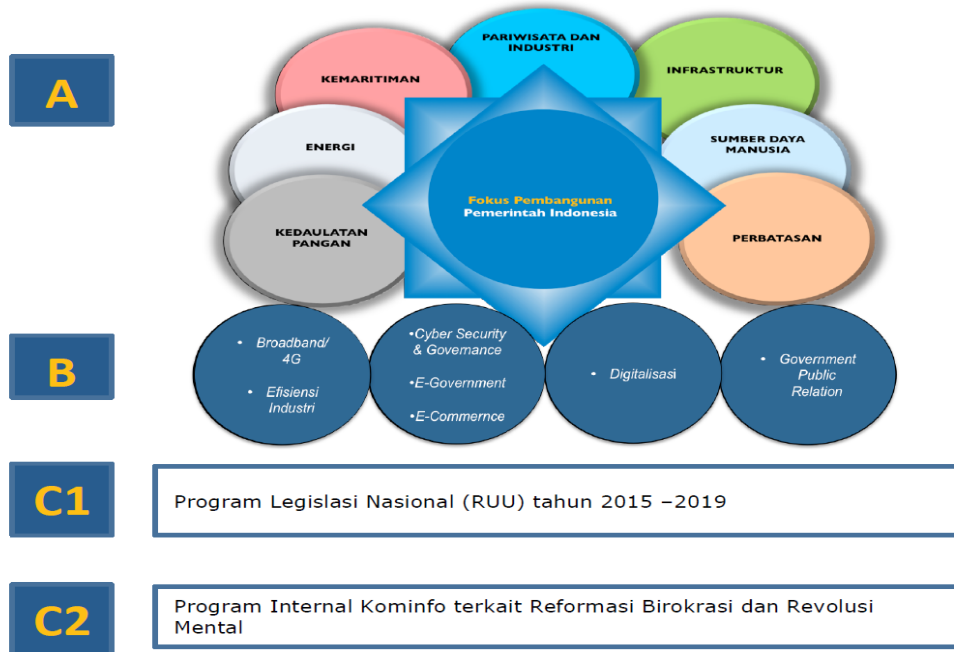 A
PARIWISATA DAN
INDUSTRI
KEMARITIMAN
INFRASTRUKTUR
ENERGI
SUMBER DAYA
MANUSIA
Fokus Pembangunan
Pemerintah Indonesia
KEDAULATAN
PANGAN
PERBATASAN
B
• Broadband/
4G
• Efisiensi
Industri
•Cyber Security
& Governance
•E-Government
•E-Commernce
• Digitalisasi
• Government
Public
Relation
C1
Program Legislasi Nasional (RUU) tahun 2015 –2019
C2
Program Internal Kominfo terkait Reformasi Birokrasi dan Revolusi
Mental